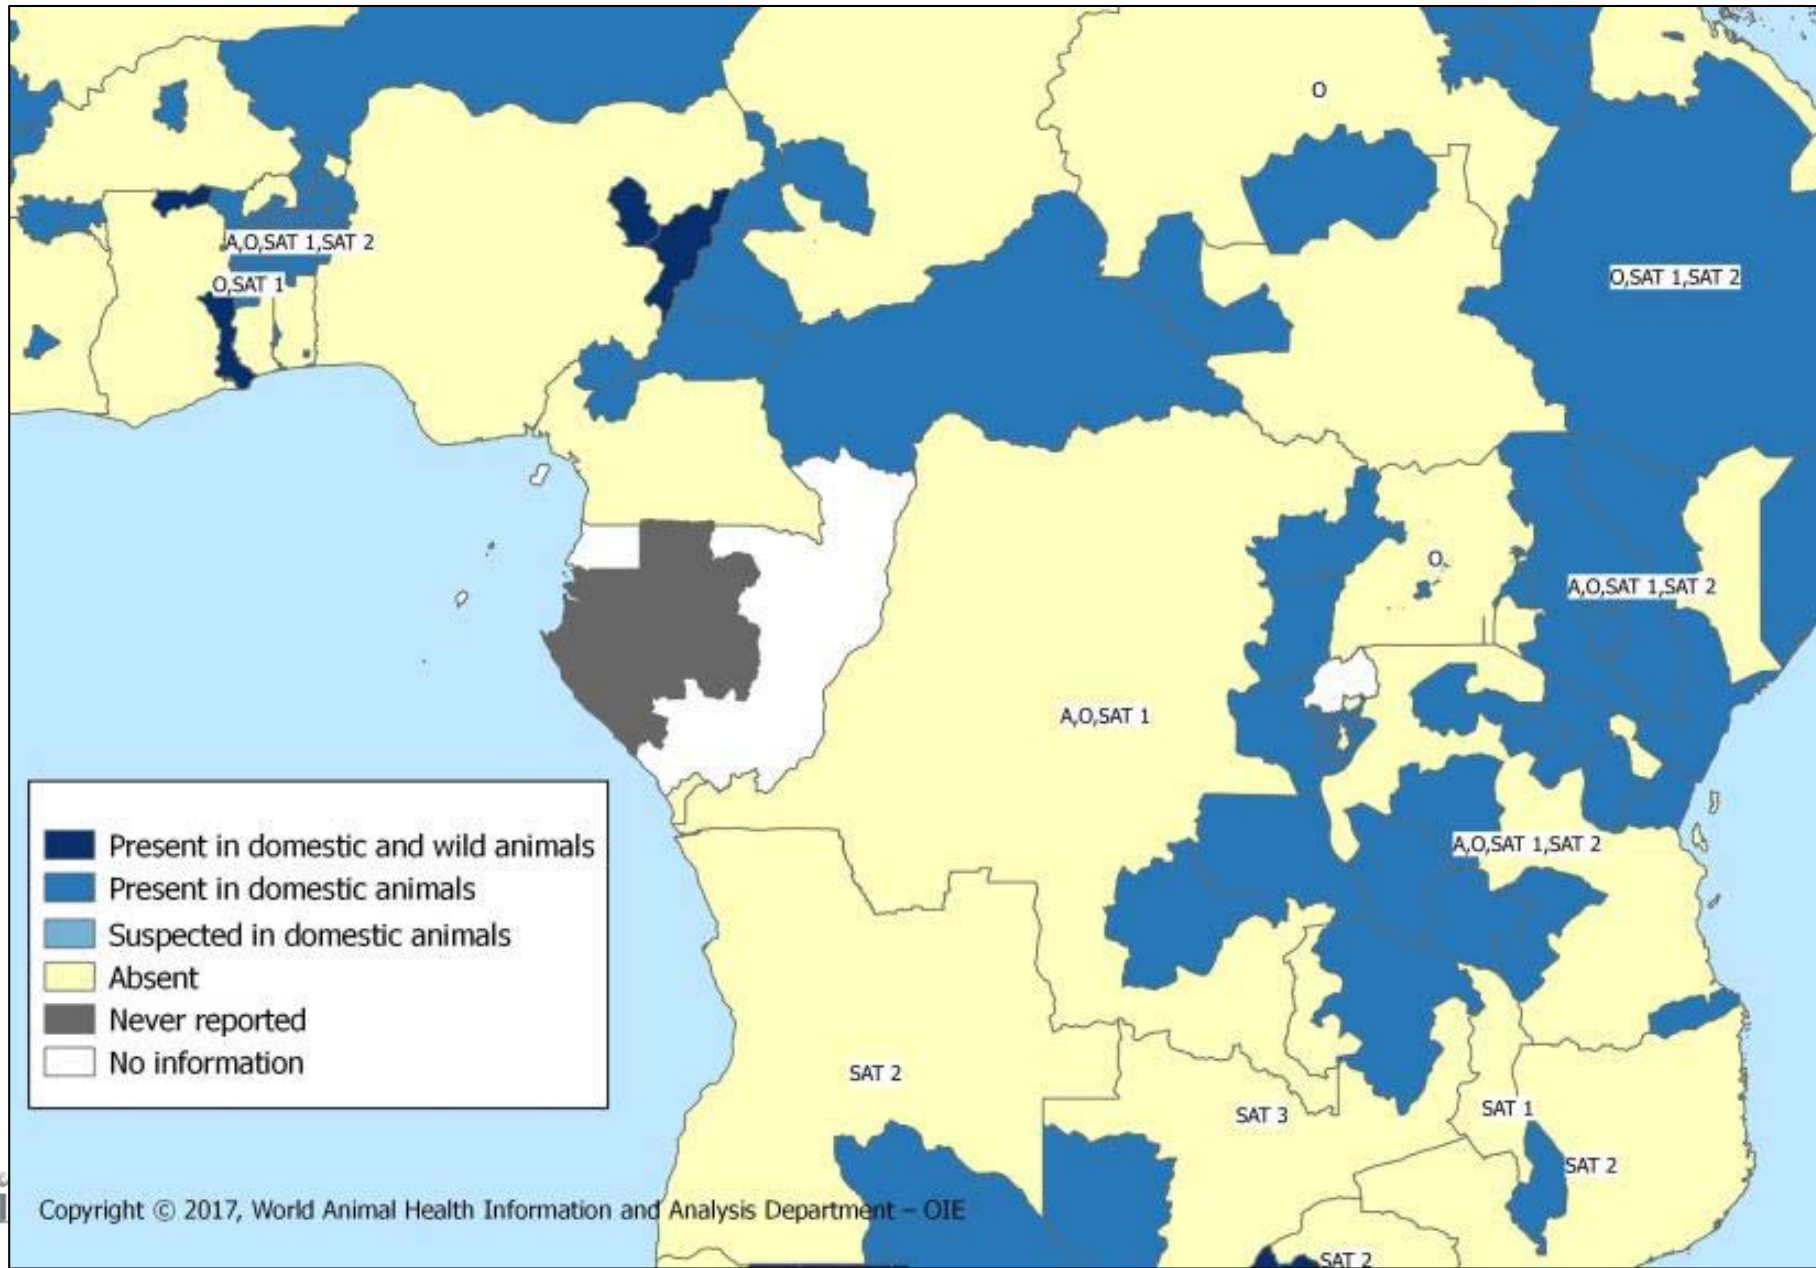 O
A,O,SAT 1,SAT 2
O,SAT 1,SAT 2
O,SAT 1
O
A,O,SAT 1,SAT 2
A,O,SAT 1
A,O,SAT 1,SAT 2
Present in domestic and wild animals
Present in domestic animals
Suspected in domestic animals
Absent
Never reported
No information
SAT 2
SAT 3
SAT 1
SAT 2
Copyright © 2017, World Animal Health Information and Analysis Department – OIE
SAT 2